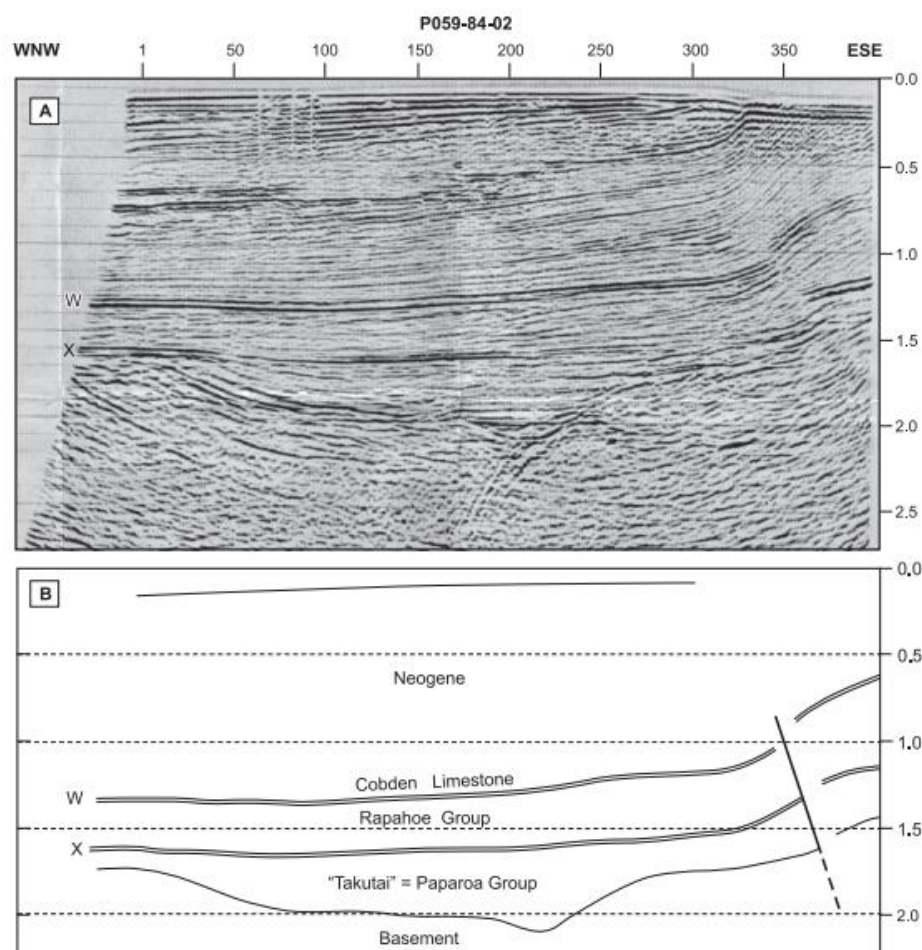 P059-84-02
WNW 1 50 100 150 200 250 300 350 ESE
A
0.0
0.5
1.0
W
X
1.5
2.0
2.5
B
0.0
0.5
Neogene
1.0
Cobden Limestone
W
Rapahoe Group
1.5
X
"Takutai" = Paparoa Group
2.0
Basement